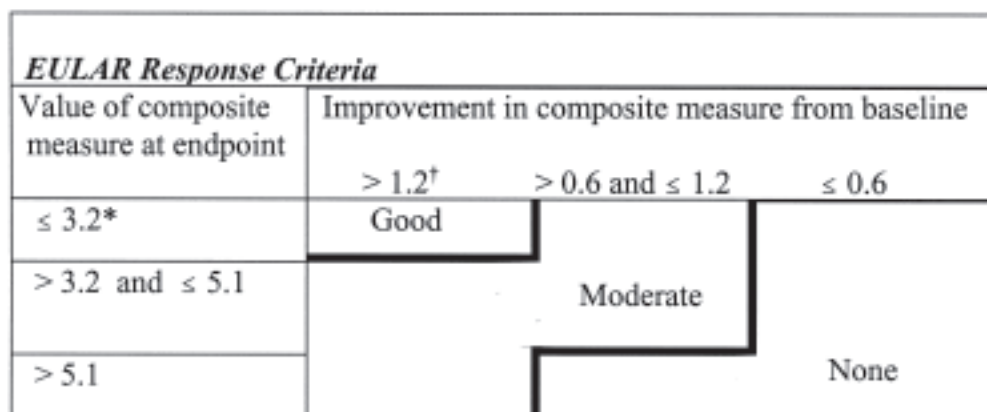 EULAR Response Criteria
Value of composite
measure at endpoint
Improvement in composite measure from baseline
> 1.2† > 0.6 and ≤ 1.2 ≤ 0.6
≤ 3.2* Good
> 3.2 and ≤ 5.1
Moderate
> 5.1 None